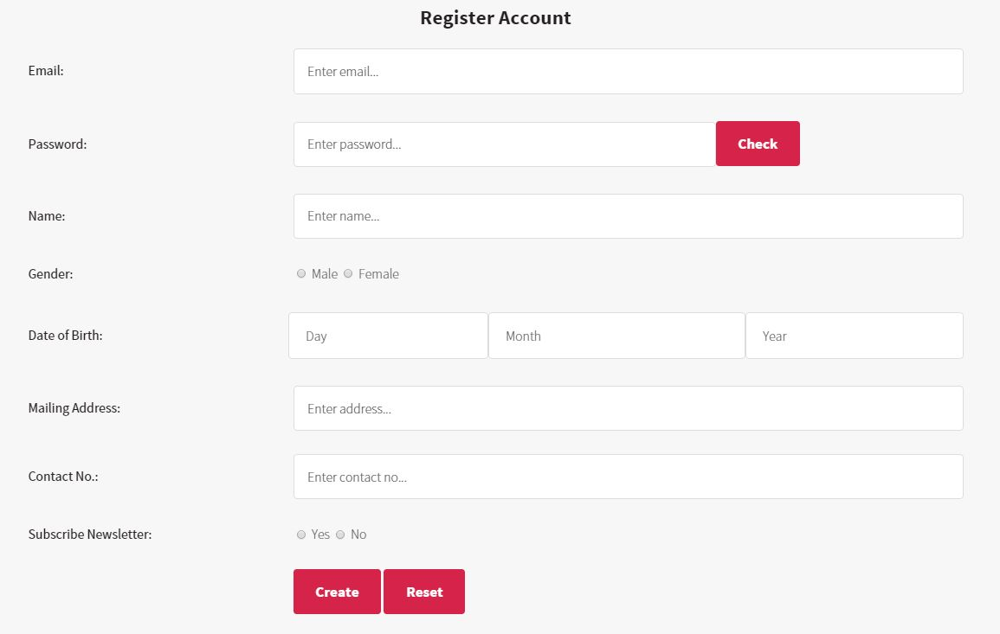 Register Account
Email: Enter email...
Password: Enter password... Check
Name: Enter name...
Gender: Male Female
Date of Birth: Day Month Year
Mailing Address: Enter address...
Contact No.: Enter contact no...
Subscribe Newsletter: Yes No
Create Reset